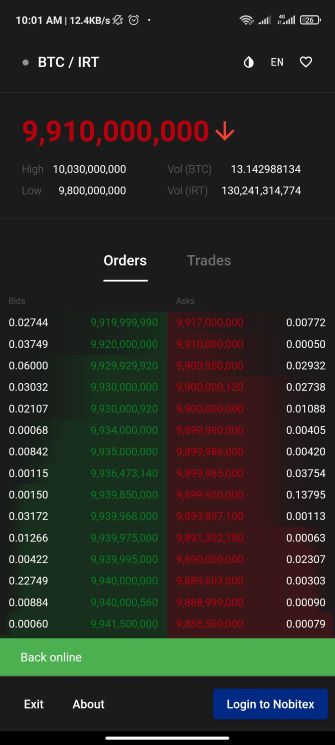 10:01 AM | 12.4KB/s
4G
26
BTC / IRT
EN
9,910,000,000
High 10,030,000,000 Vol (BTC) 13.142988134
Low 9,800,000,000 Vol (IRT) 130,241,314,774
Orders Trades
Bids Asks
0.02744 9,919,999,990 9,917,000,000 0.00772
0.03749 9,920,000,000 9,910,000,000 0.00050
0.06000 9,929,929,920 9,909,950,000 0.02932
0.03032 9,930,000,000 9,900,000,120 0.02738
0.02107 9,930,000,920 9,900,000,000 0.01088
0.00068 9,934,000,000 9,899,990,000 0.00405
0.00842 9,935,000,000 9,899,986,000 0.00420
0.00115 9,936,473,140 9,899,985,000 0.03754
0.00150 9,939,850,000 9,899,950,000 0.13795
0.03172 9,939,968,000 9,899,897,100 0.00113
0.01266 9,939,975,000 9,891,302,780 0.00063
0.00422 9,939,995,000 9,890,000,000 0.02307
0.22749 9,940,000,000 9,889,603,000 0.00303
0.00884 9,940,000,560 9,888,999,000 0.00090
0.00060 9,941,500,000 9,885,500,000 0.00079
Back online
Exit About Login to Nobitex